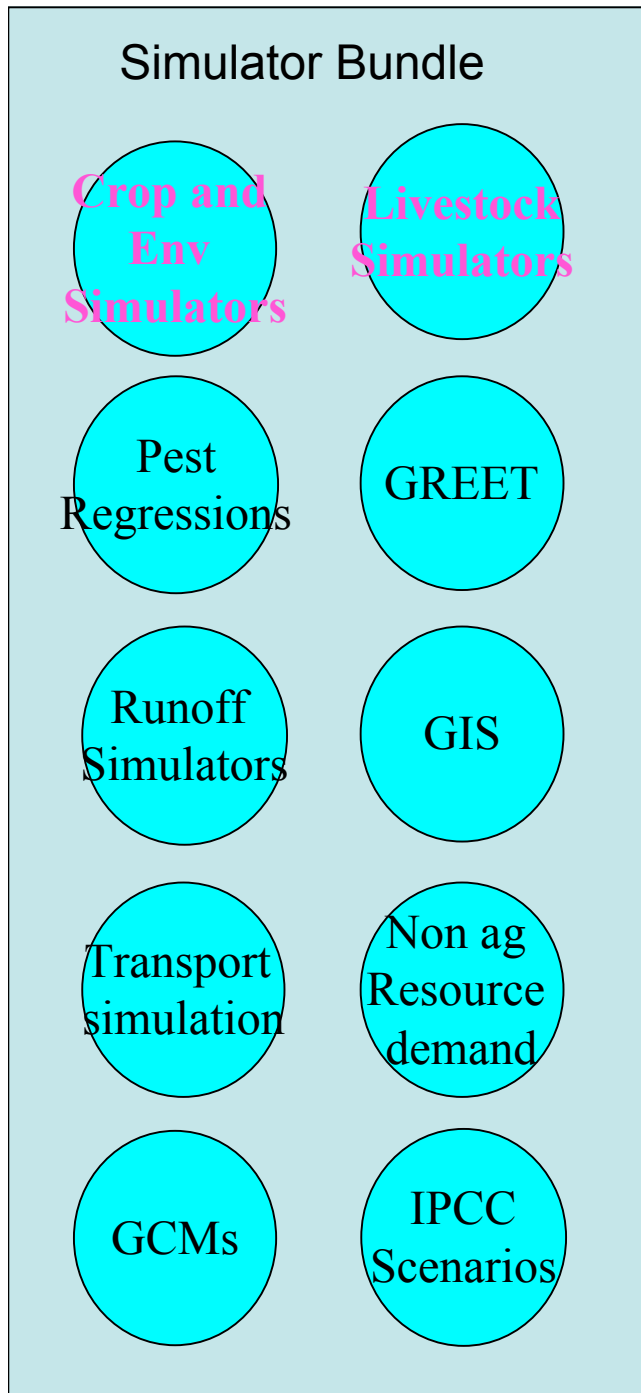 Simulator Bundle
Crop and
Env
Simulators
Livestock
Simulators
Pest
Regressions
GREET
Runoff
Simulators
GIS
Transport
simulation
Non ag
Resource
demand
GCMs
IPCC
Scenarios